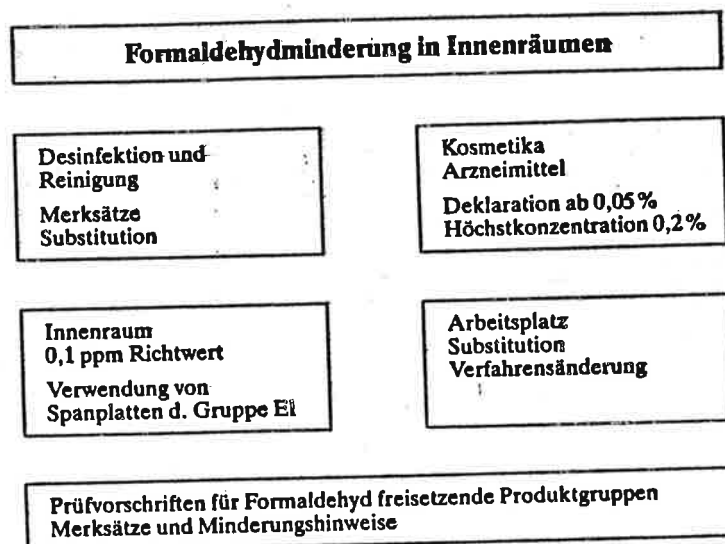 Formaldehydminderung in Innenräumen
Desinfektion und
Reinigung
Merksätze
Substitution
Kosmetika
Arzneimittel
Deklaration ab 0,05%
Höchstkonzentration 0,2%
Innenraum
0,1 ppm Richtwert
Verwendung von
Spanplatten d. Gruppe E1
Arbeitsplatz
Substitution
Verfahrensänderung
Prüfvorschriften für Formaldehyd freisetzende Produktgruppen
Merksätze und Minderungshinweise